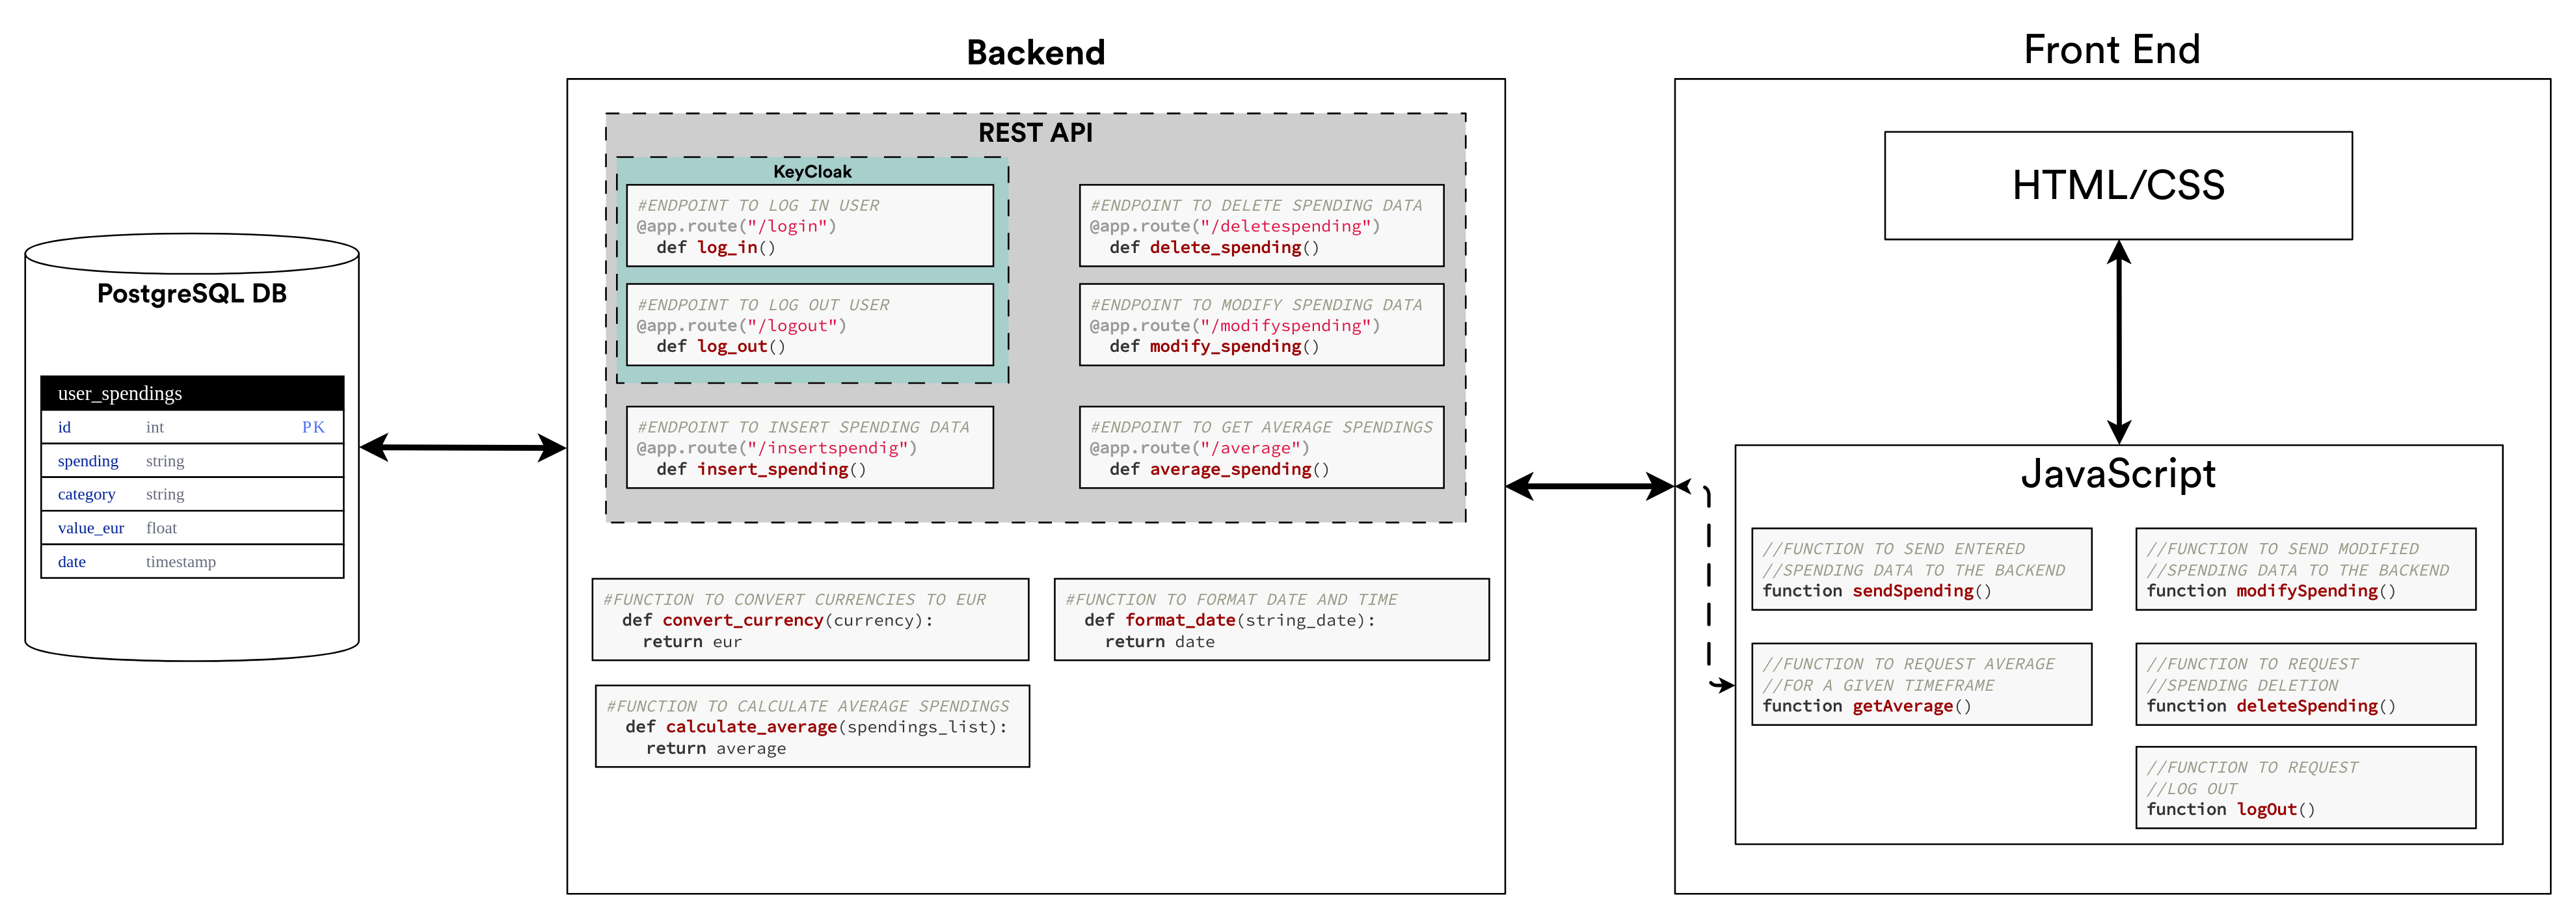 Backend
Front End
REST API
KeyCloak
#ENDPOINT TO LOG IN USER
@app.route("/login")
def log_in()
#ENDPOINT TO DELETE SPENDING DATA
@app.route("/deletespending")
def delete_spending()
#ENDPOINT TO LOG OUT USER
@app.route("/logout")
def log_out()
#ENDPOINT TO MODIFY SPENDING DATA
@app.route("/modifyspending")
def modify_spending()
#ENDPOINT TO INSERT SPENDING DATA
@app.route("/insertspendig")
def insert_spending()
#ENDPOINT TO GET AVERAGE SPENDINGS
@app.route("/average")
def average_spending()
#FUNCTION TO CONVERT CURRENCIES TO EUR
def convert_currency(currency):
return eur
#FUNCTION TO FORMAT DATE AND TIME
def format_date(string_date):
return date
#FUNCTION TO CALCULATE AVERAGE SPENDINGS
def calculate_average(spendings_list):
return average
PostgreSQL DB
user_spendings
id int PK
spending string
category string
value_eur float
date timestamp
HTML/CSS
JavaScript
//FUNCTION TO SEND ENTERED
//SPENDING DATA TO THE BACKEND
function sendSpending()
//FUNCTION TO SEND MODIFIED
//SPENDING DATA TO THE BACKEND
function modifySpending()
//FUNCTION TO REQUEST AVERAGE
//FOR A GIVEN TIMEFRAME
function getAverage()
//FUNCTION TO REQUEST
//SPENDING DELETION
function deleteSpending()
//FUNCTION TO REQUEST
//LOG OUT
function logOut()